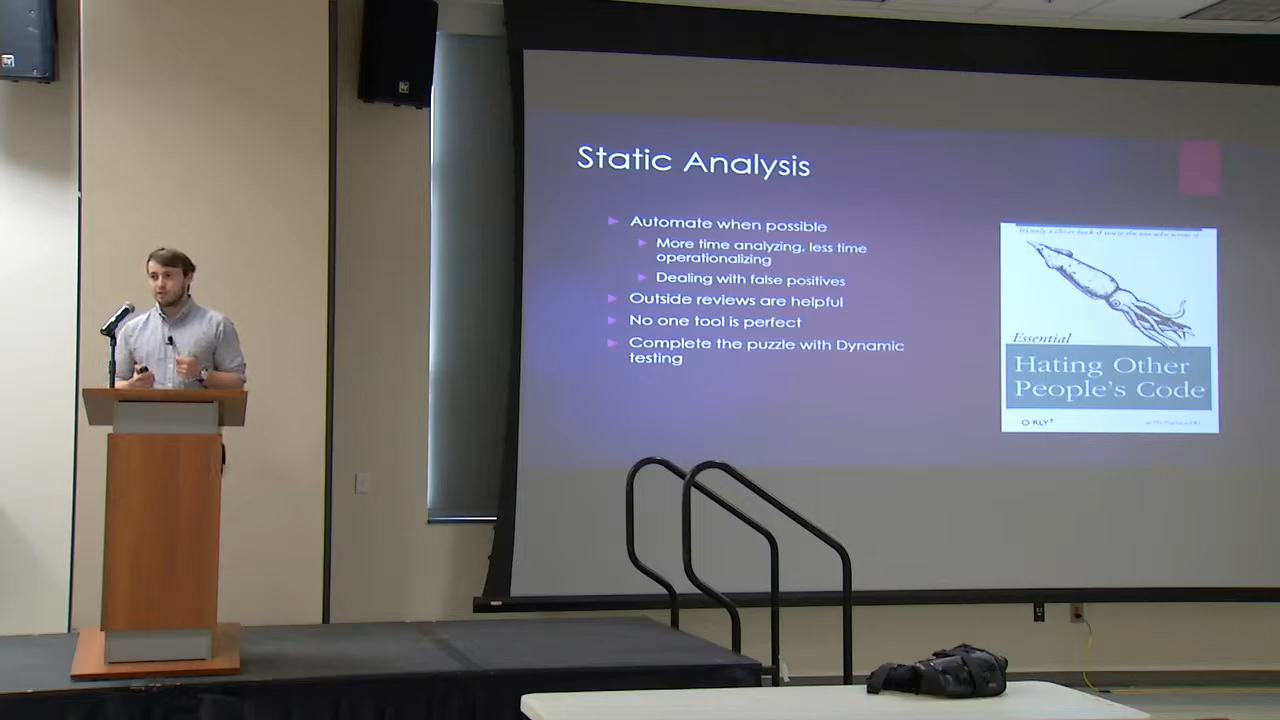 Static Analysis
Automate when possible
More time analyzing, less time
operationalizing
Dealing with false positives
Outside reviews are helpful
No one tool is perfect
Complete the puzzle with Dynamic
testing
Essential
Hating Other
People's Code
O RLY?